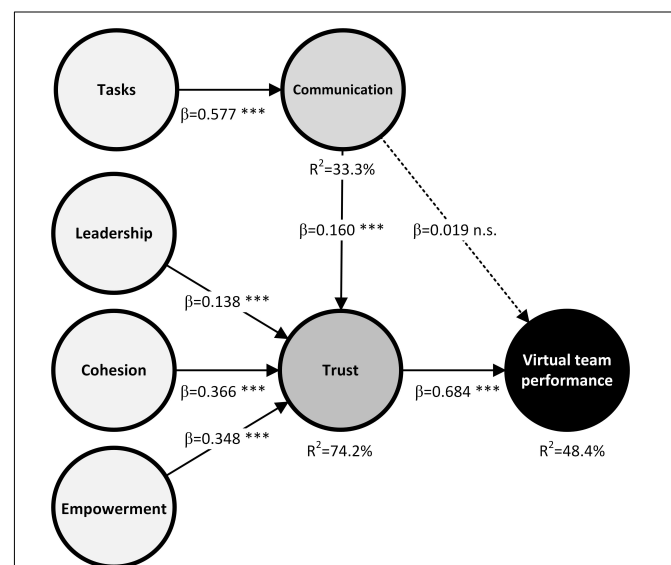 Tasks
Communication
β=0.577 ***
R²=33.3%
Leadership
β=0.160 ***
β=0.019 n.s.
β=0.138 ***
Cohesion
Trust
Virtual team
performance
β=0.366 ***
β=0.684 ***
β=0.348 ***
R²=74.2%
R²=48.4%
Empowerment